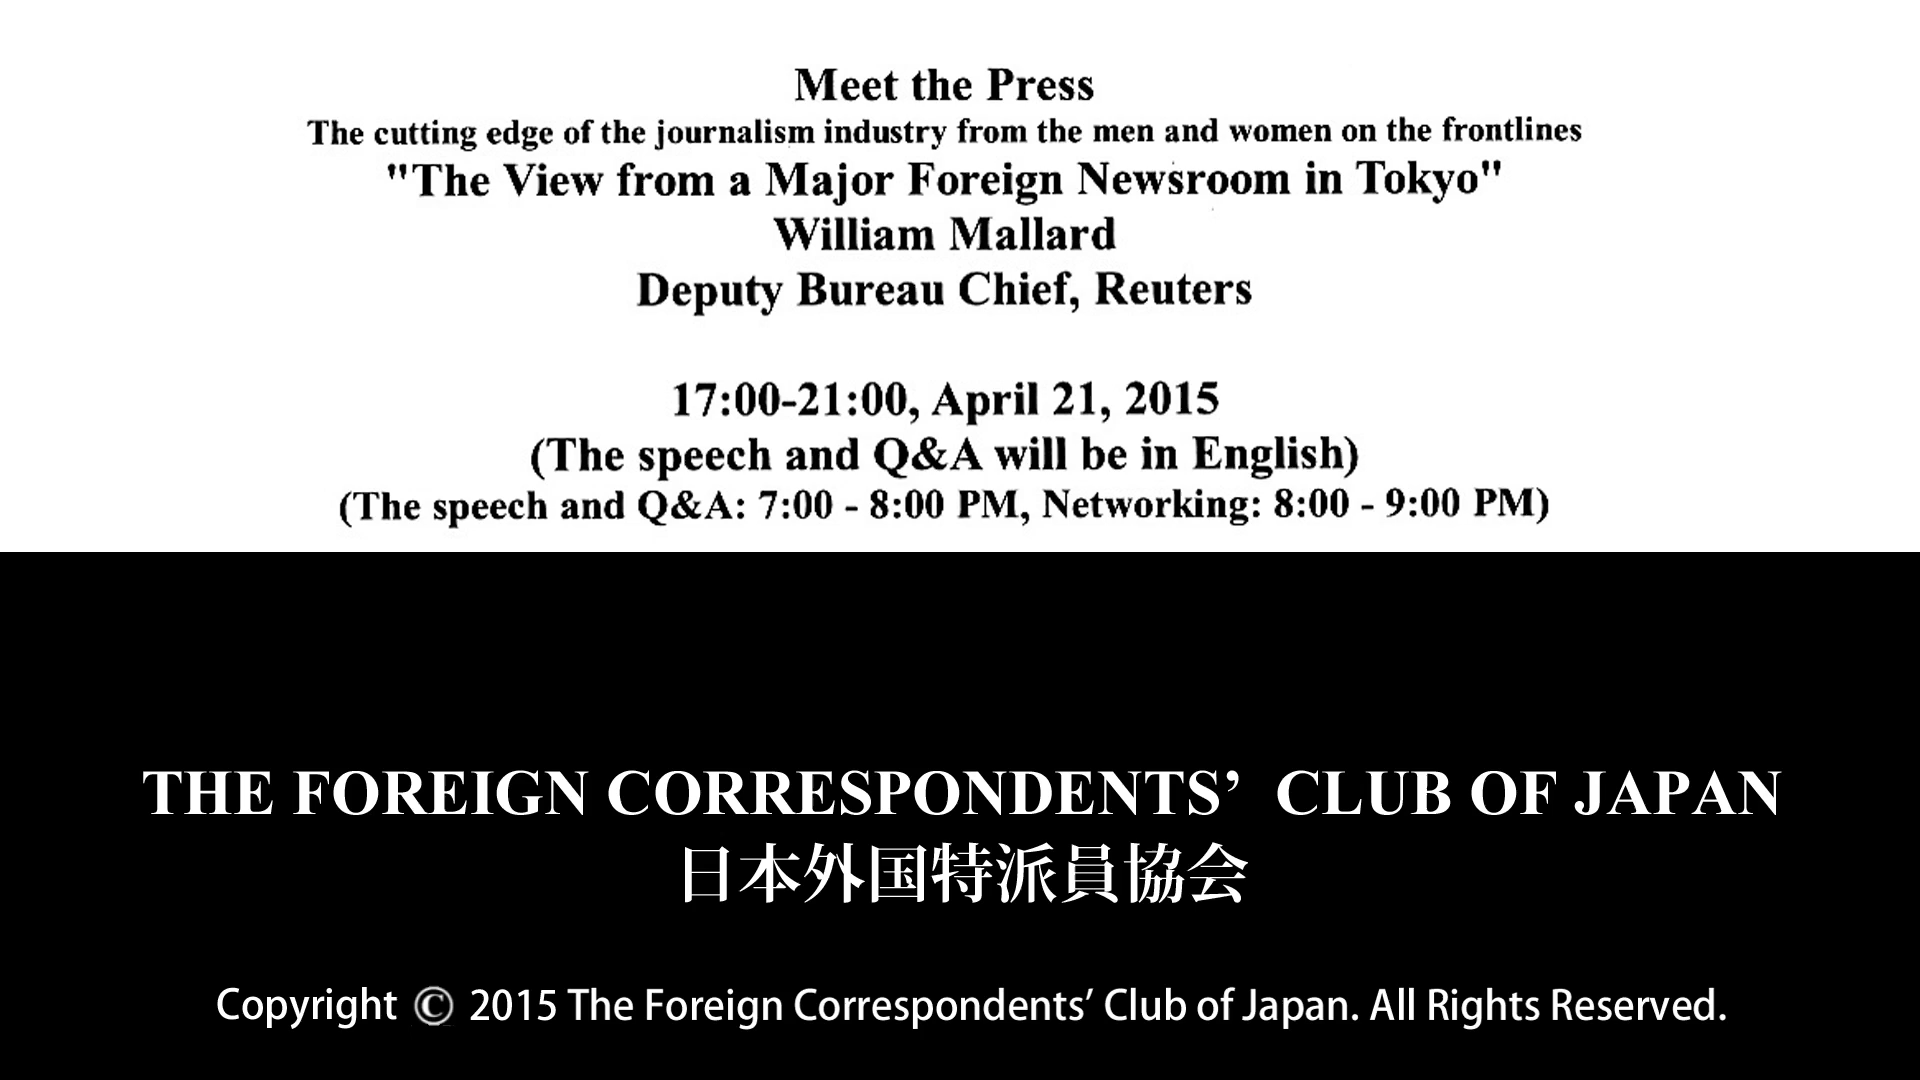 Meet the Press
The cutting edge of the journalism industry from the men and women on the frontlines
"The View from a Major Foreign Newsroom in Tokyo"
William Mallard
Deputy Bureau Chief, Reuters
17:00-21:00, April 21, 2015
(The speech and Q&A will be in English)
(The speech and Q&A: 7:00 - 8:00 PM, Networking: 8:00 - 9:00 PM)
THE FOREIGN CORRESPONDENTS’ CLUB OF JAPAN
日本外国特派員協会
Copyright © 2015 The Foreign Correspondents’ Club of Japan. All Rights Reserved.